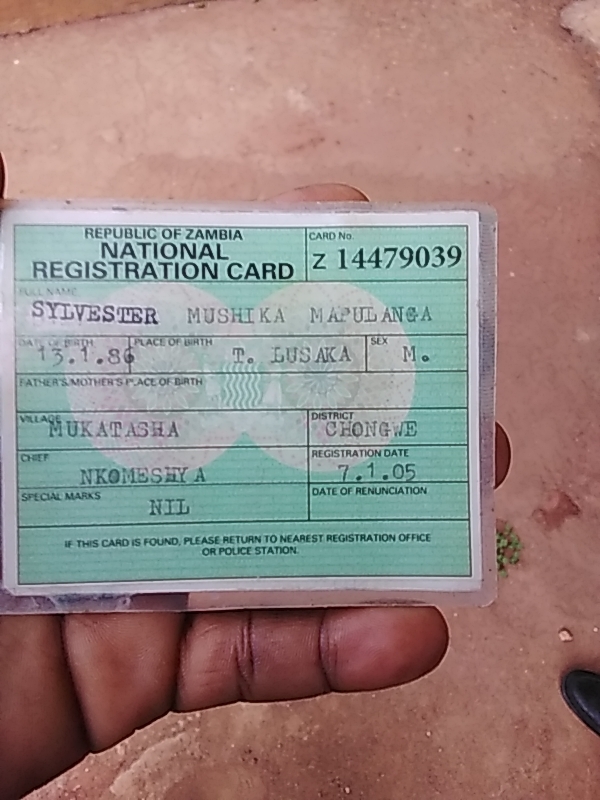 REPUBLIC OF ZAMBIA
NATIONAL
REGISTRATION CARD
CARD No.
Z 14479039
FULL NAME
SYLVESTER MUSHIKA MAPULANGA
DATE OF BIRTH PLACE OF BIRTH SEX
13.1.86 T. LUSAKA M.
FATHER'S/MOTHER'S PLACE OF BIRTH
VILLAGE DISTRICT
MUKATASHA CHONGWE
CHIEF REGISTRATION DATE
NKOMESHYA 7.1.05
SPECIAL MARKS DATE OF RENUNCIATION
NIL
IF THIS CARD IS FOUND, PLEASE RETURN TO NEAREST REGISTRATION OFFICE
OR POLICE STATION.